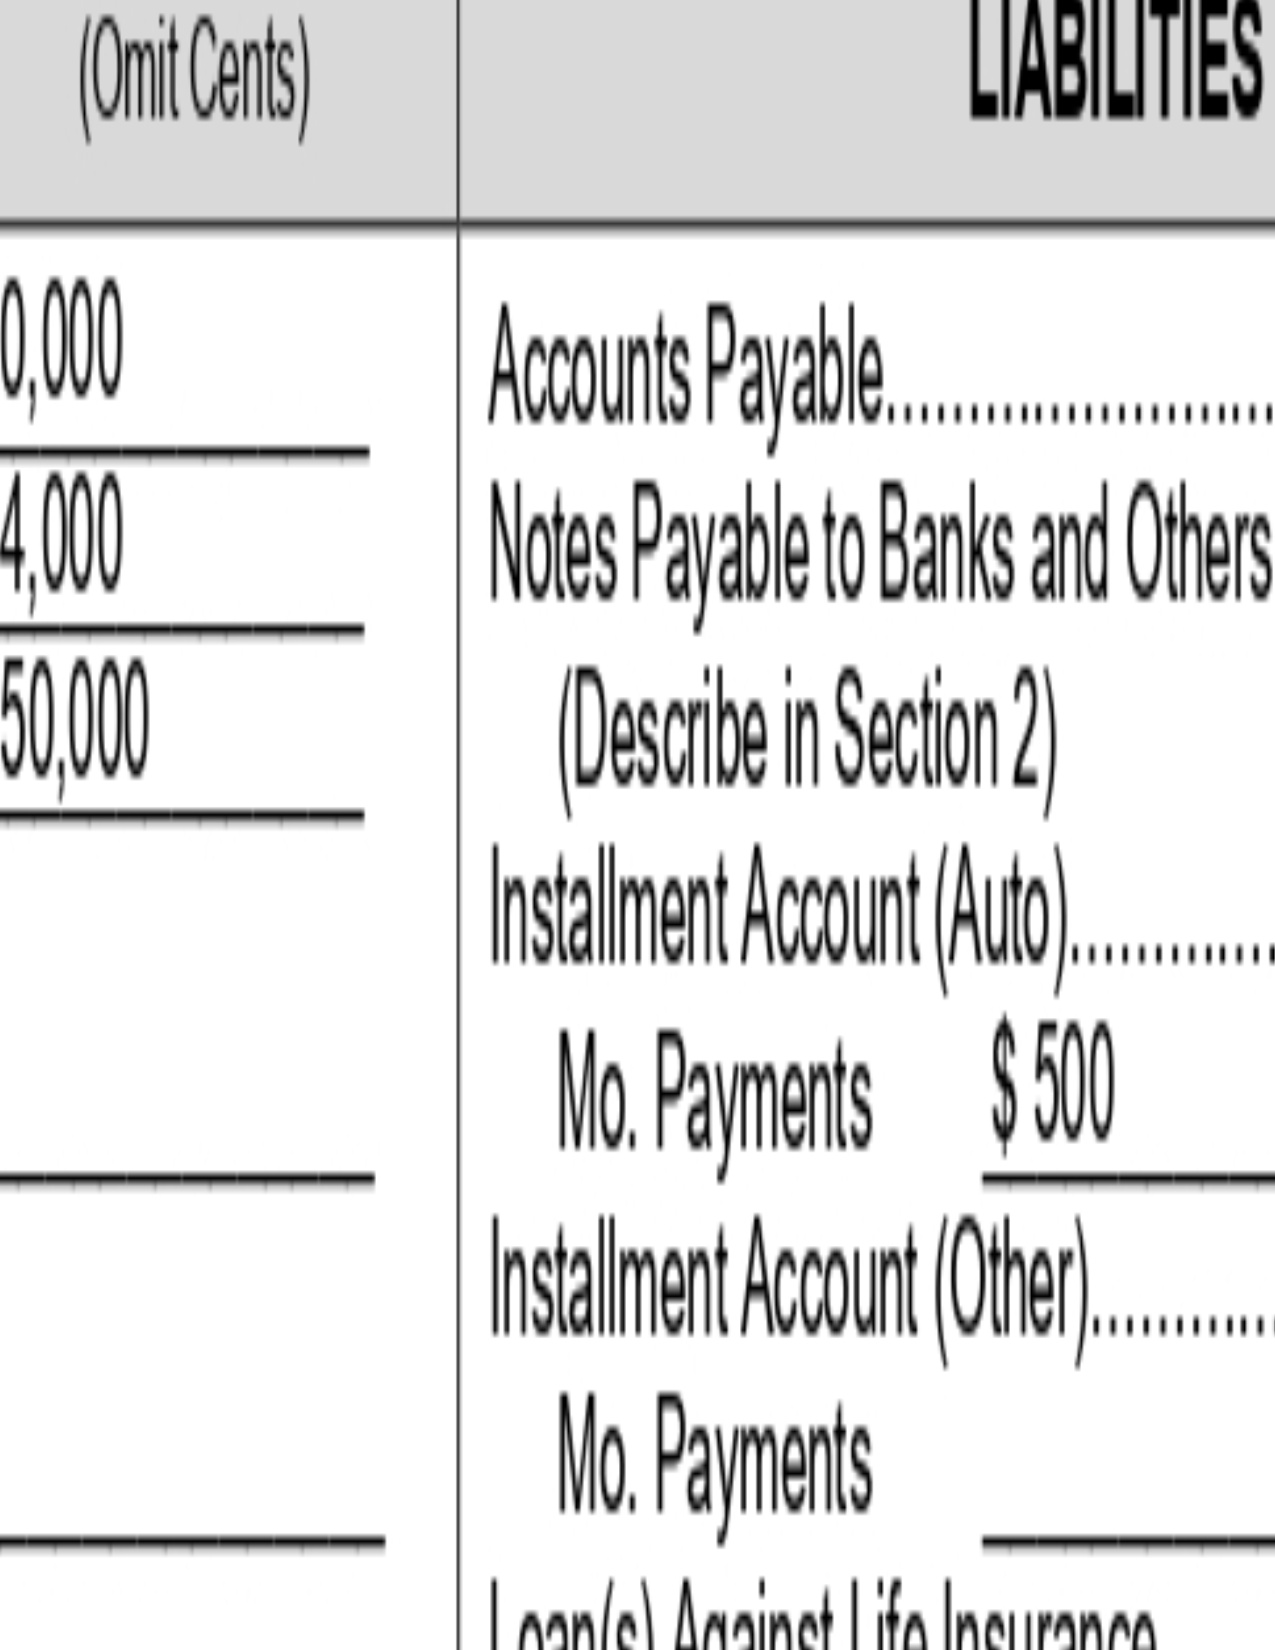 (Omit Cents)
LIABILITIES
0,000
4,000
50,000
Accounts Payable........................
Notes Payable to Banks and Others
(Describe in Section 2)
Installment Account (Auto).............
Mo. Payments $ 500
Installment Account (Other)............
Mo. Payments
Loan(s) Against Life Insurance